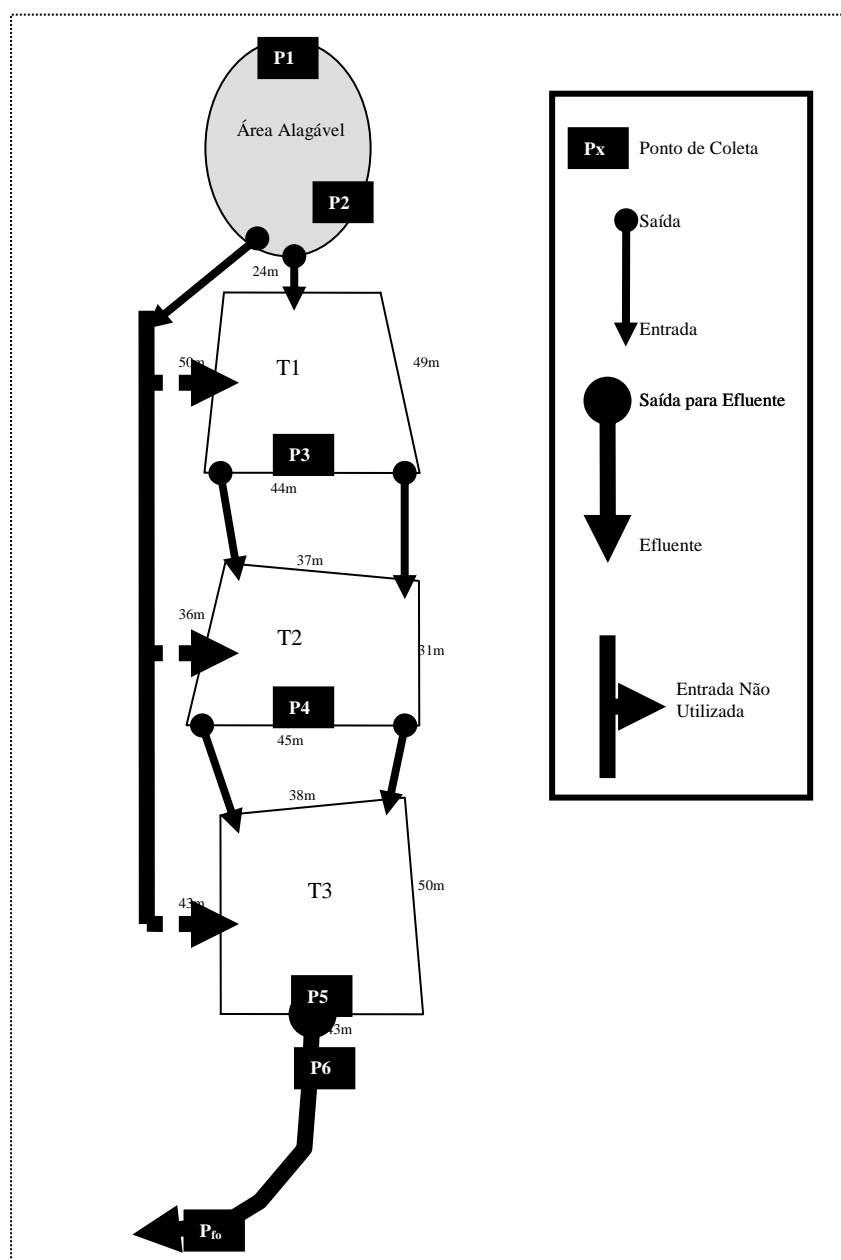 P1
Área Alagável
P2
24m
50m
T1
49m
P3
44m
37m
36m
T2
31m
P4
45m
38m
43m
T3
50m
P5
43m
P6
Pfo
Px
Ponto de Coleta
Saída
Entrada
Saída para Efluente
Efluente
Entrada Não
Utilizada